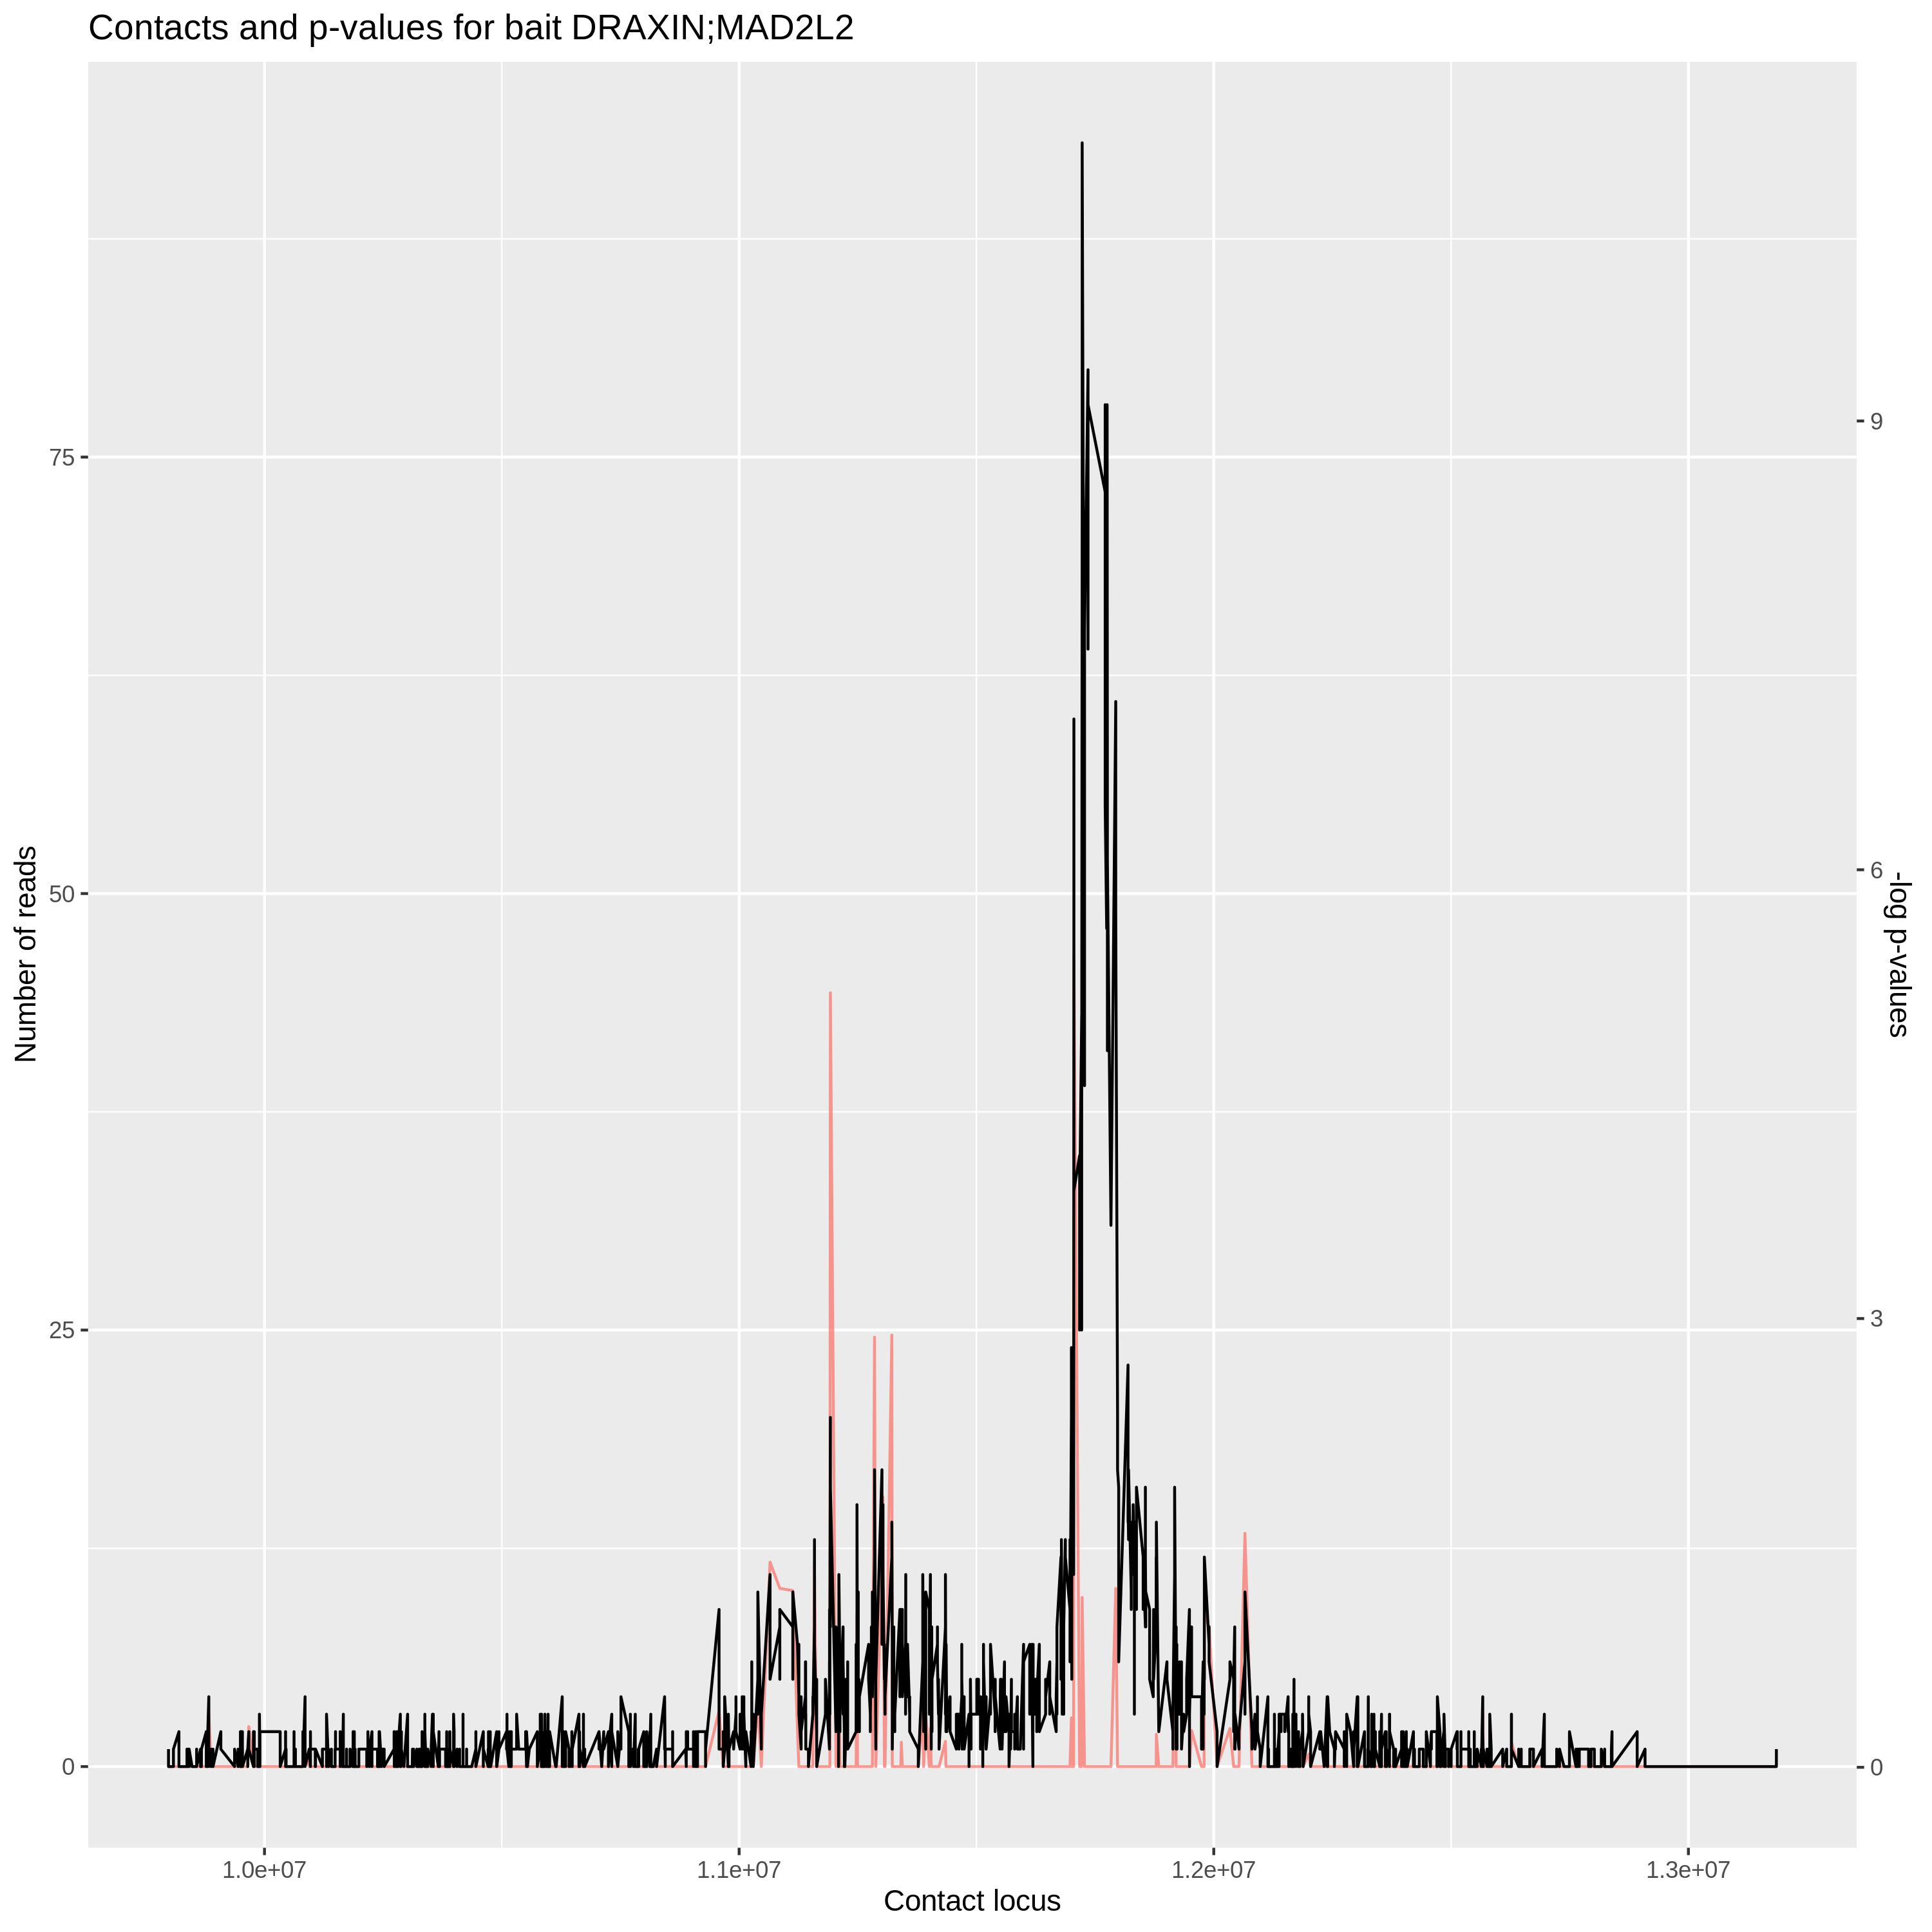 Contacts and p-values for bait DRAXIN;MAD2L2
75
50
25
0
Number of reads
9
6
3
0
-log p-values
1.0e+07
1.1e+07
1.2e+07
1.3e+07
Contact locus